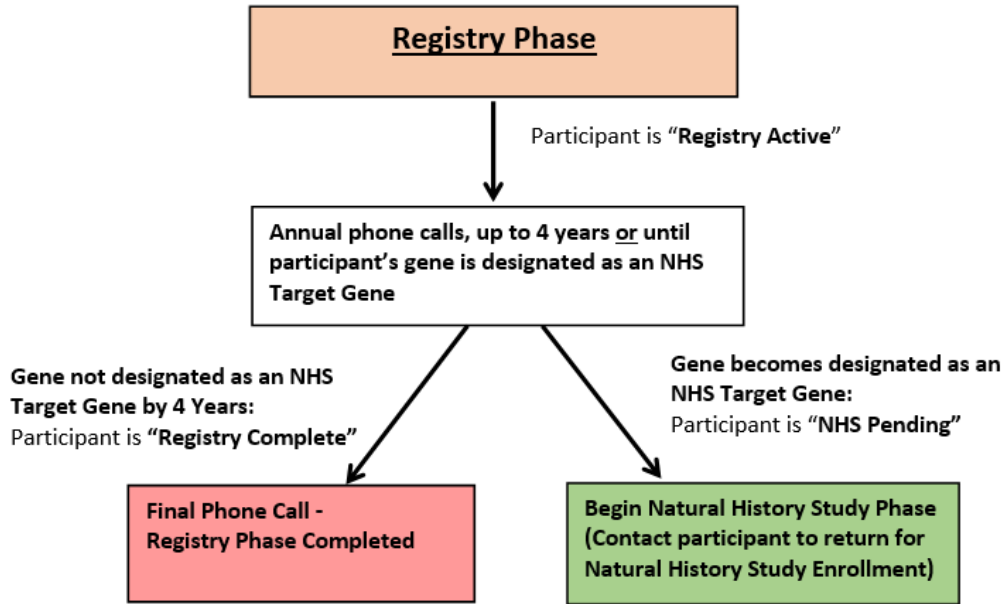 Registry Phase
Participant is “Registry Active”
Annual phone calls, up to 4 years or until
participant’s gene is designated as an NHS
Target Gene
Gene not designated as an NHS
Target Gene by 4 Years:
Participant is “Registry Complete”
Gene becomes designated as an
NHS Target Gene:
Participant is “NHS Pending”
Final Phone Call -
Registry Phase Completed
Begin Natural History Study Phase
(Contact participant to return for
Natural History Study Enrollment)